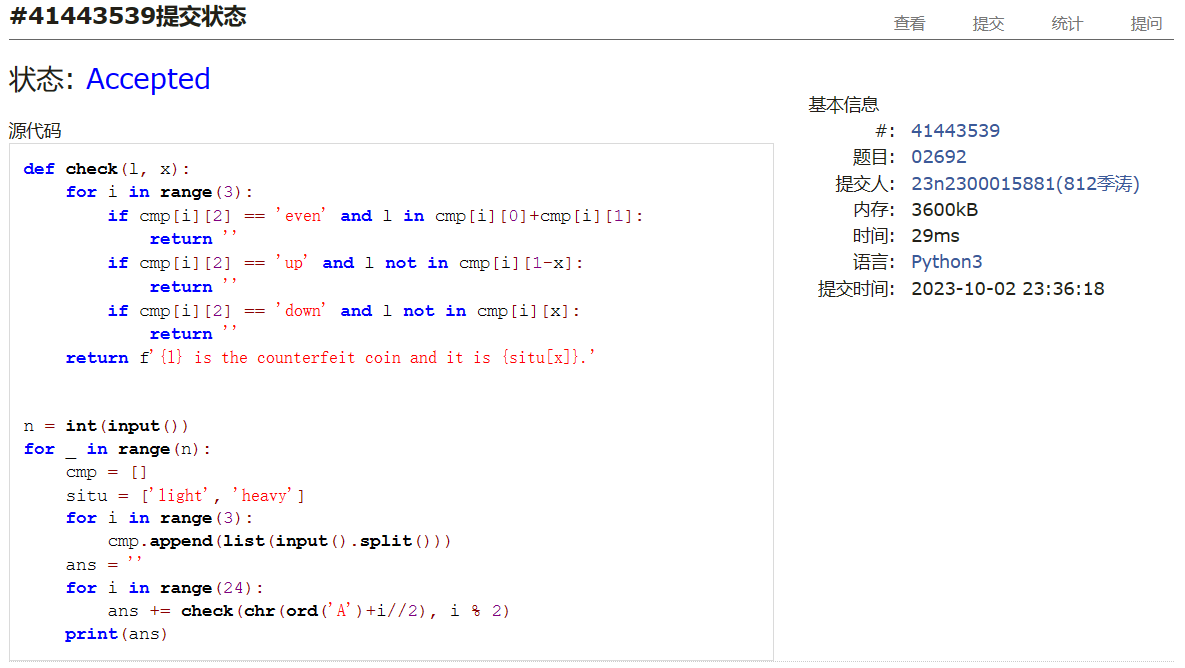 #41443539提交状态
查看 提交 统计 提问
状态: Accepted
源代码
def check(l, x):
    for i in range(3):
        if cmp[i][2] == 'even' and l in cmp[i][0]+cmp[i][1]:
            return ''
        if cmp[i][2] == 'up' and l not in cmp[i][1-x]:
            return ''
        if cmp[i][2] == 'down' and l not in cmp[i][x]:
            return ''
    return f'{l} is the counterfeit coin and it is {situ[x]}.'
n = int(input())
for _ in range(n):
    cmp = []
    situ = ['light', 'heavy']
    for i in range(3):
        cmp.append(list(input().split()))
    ans = ''
    for i in range(24):
        ans += check(chr(ord('A')+i//2), i % 2)
    print(ans)
基本信息
#: 41443539
题目: 02692
提交人: 23n2300015881(812季涛)
内存: 3600kB
时间: 29ms
语言: Python3
提交时间: 2023-10-02 23:36:18